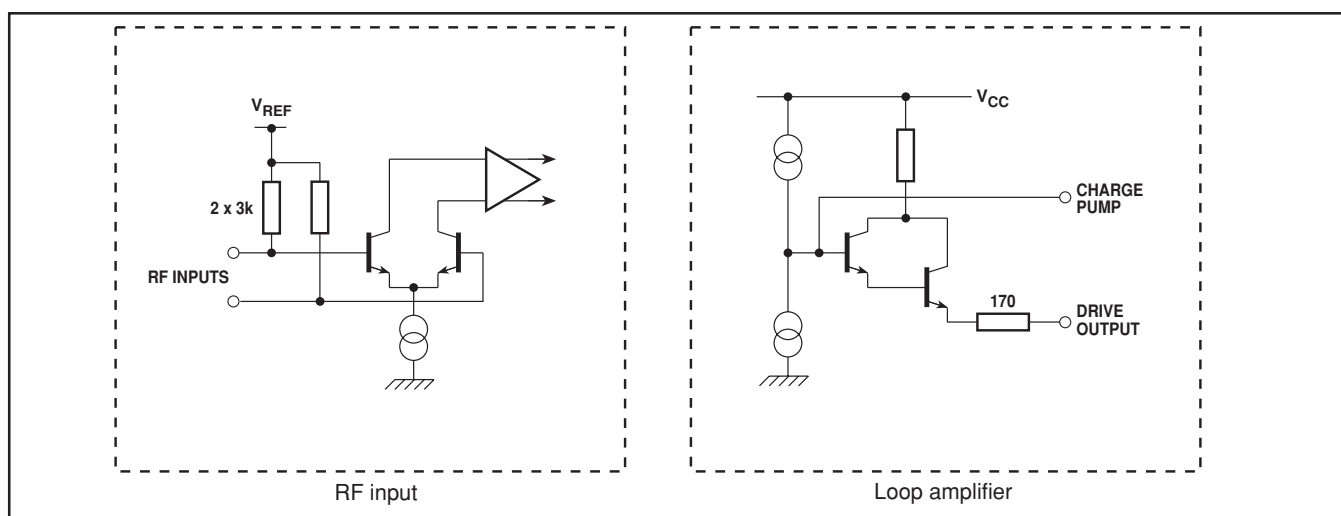 V_REF
2 x 3k
RF INPUTS
RF input
V_CC
CHARGE
PUMP
170
DRIVE
OUTPUT
Loop amplifier